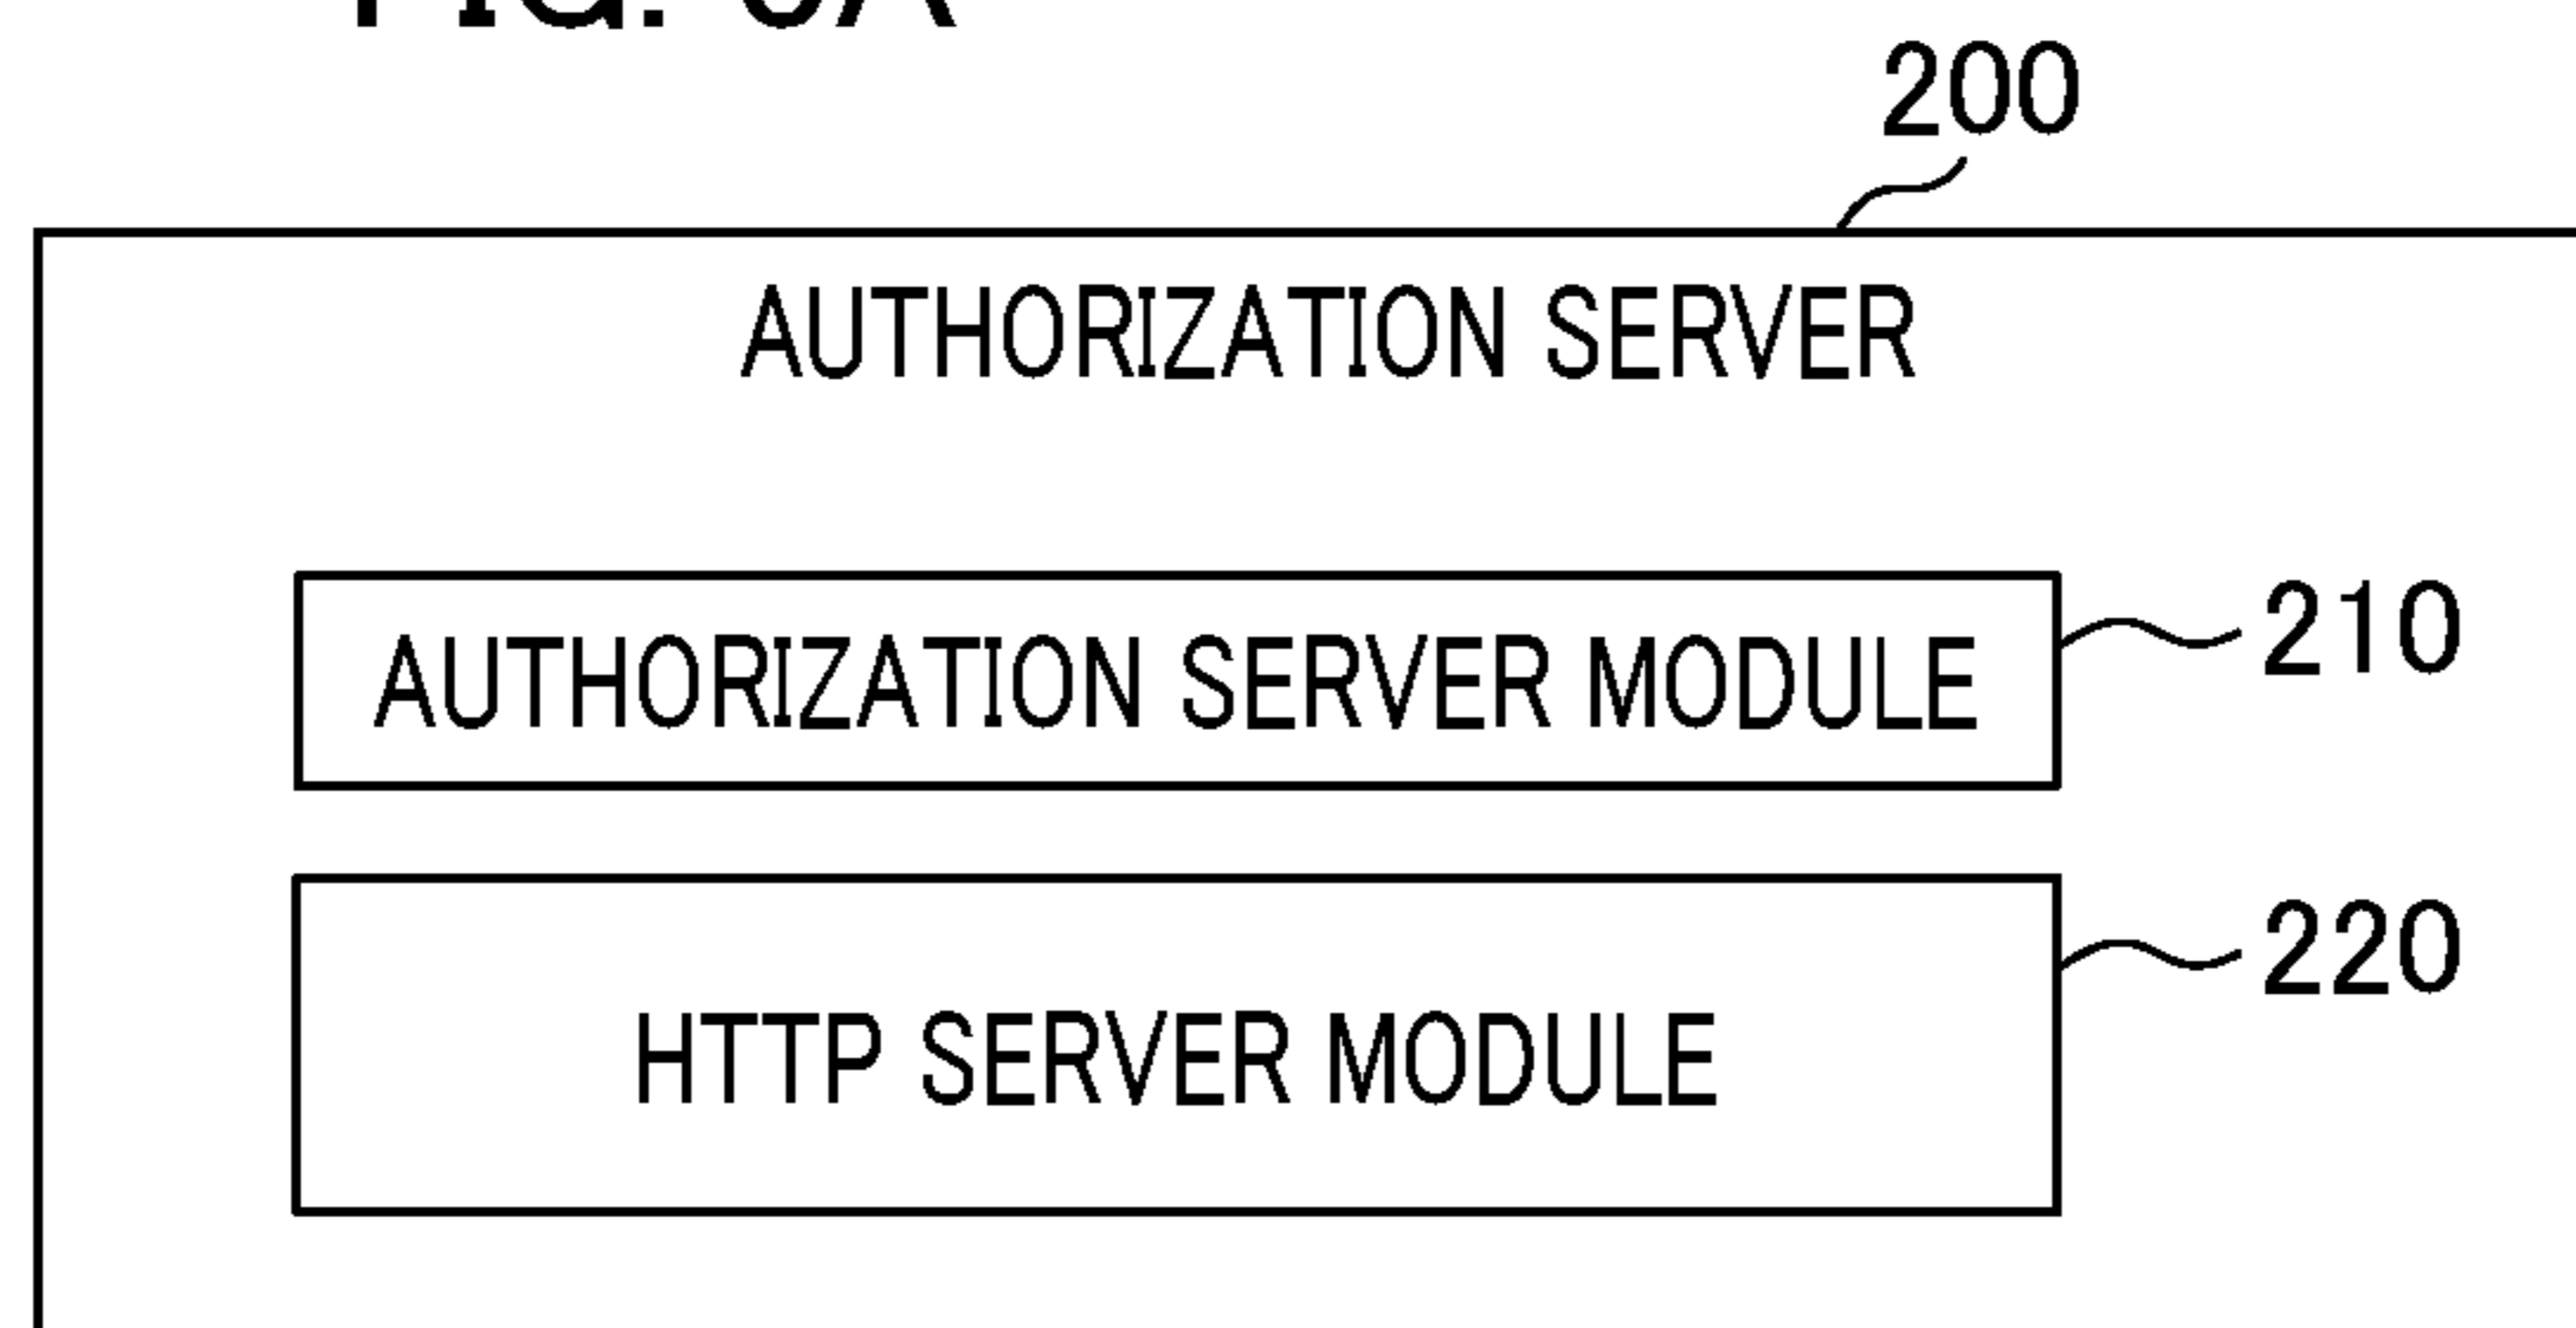 200
AUTHORIZATION SERVER
AUTHORIZATION SERVER MODULE 210
HTTP SERVER MODULE 220